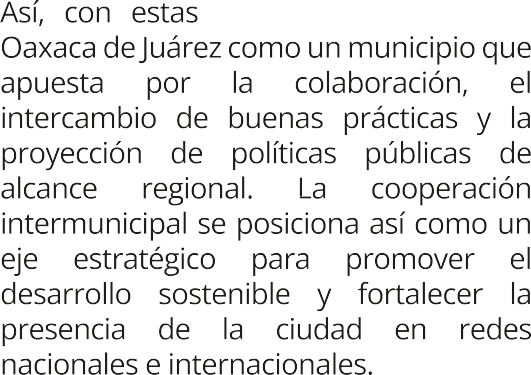 Así, con estas
Oaxaca de Juárez como un municipio que
apuesta por la colaboración, el
intercambio de buenas prácticas y la
proyección de políticas públicas de
alcance regional. La cooperación
intermunicipal se posiciona así como un
eje estratégico para promover el
desarrollo sostenible y fortalecer la
presencia de la ciudad en redes
nacionales e internacionales.